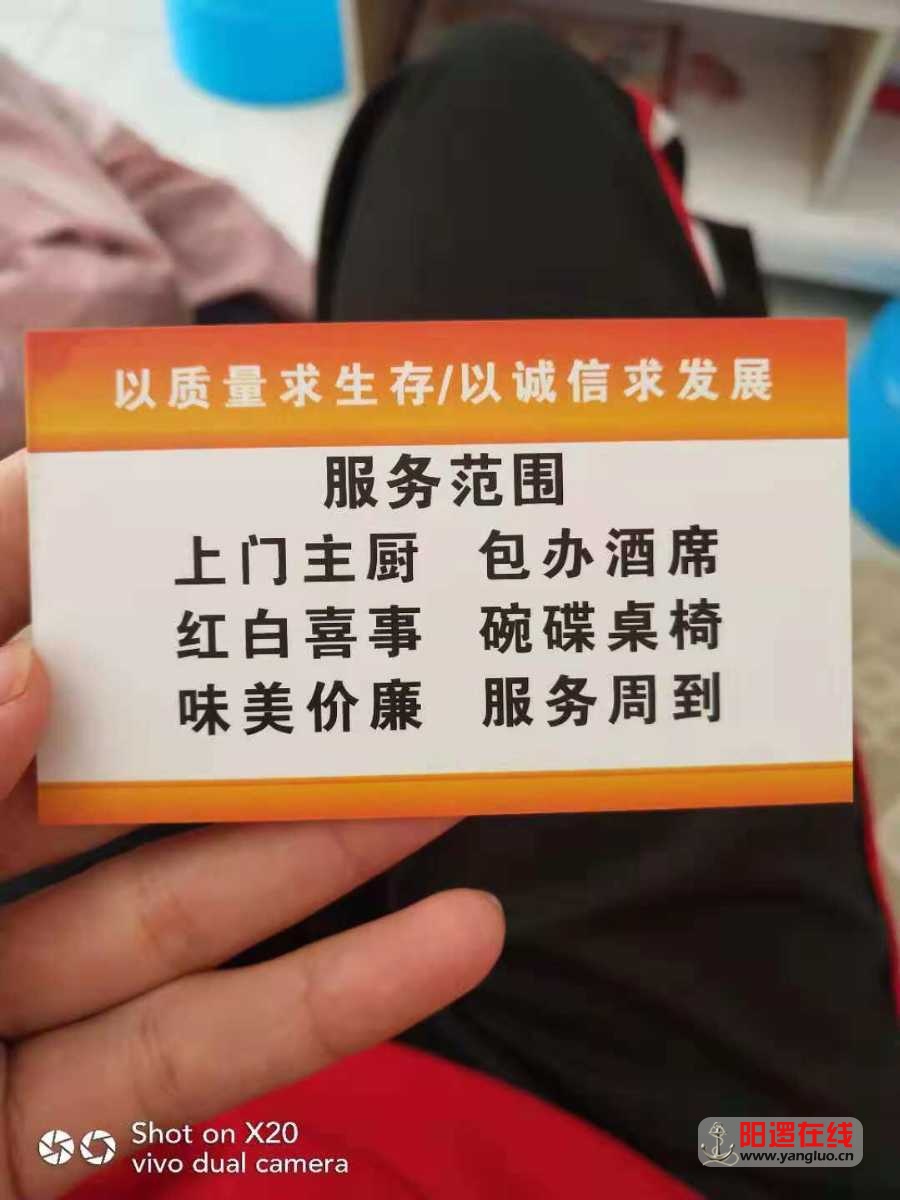 以质量求生存/以诚信求发展
服务范围
上门主厨 包办酒席
红白喜事 碗碟桌椅
味美价廉 服务周到
Shot on X20
vivo dual camera
阳逻在线
www.yangluo.cn